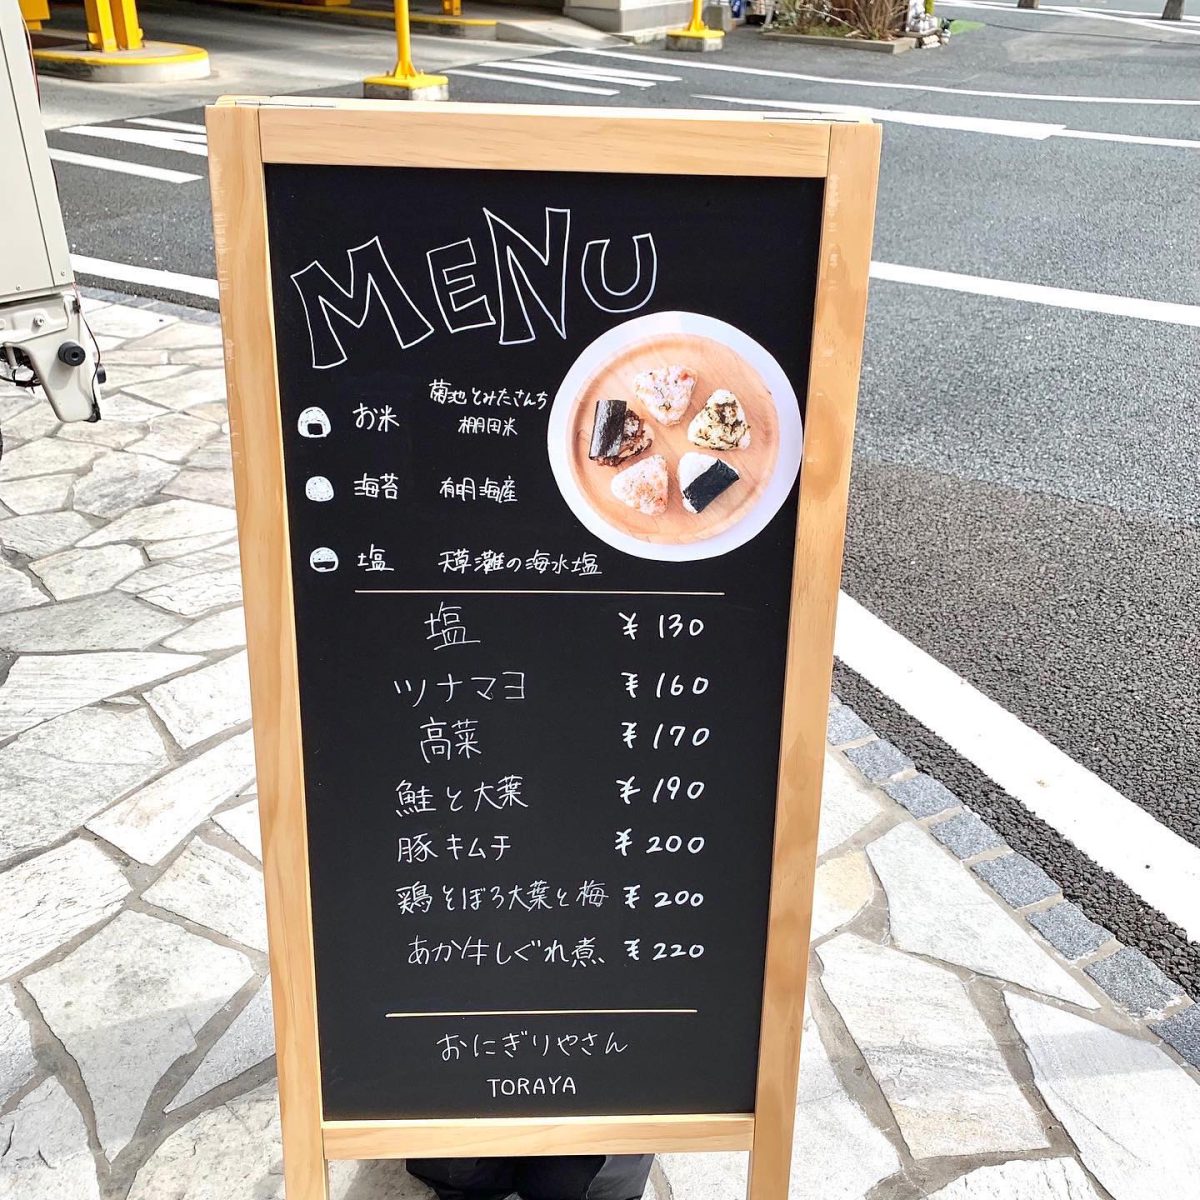 MENU
お米 菊池とみたさんち
棚田米
海苔 有明海産
塩 天草灘の海水塩
塩 ¥130
ツナマヨ ¥160
高菜 ¥170
鮭と大葉 ¥190
豚キムチ ¥200
鶏そぼろ大葉と梅 ¥200
あか牛しぐれ煮 ¥220
おにぎりやさん
TORAYA